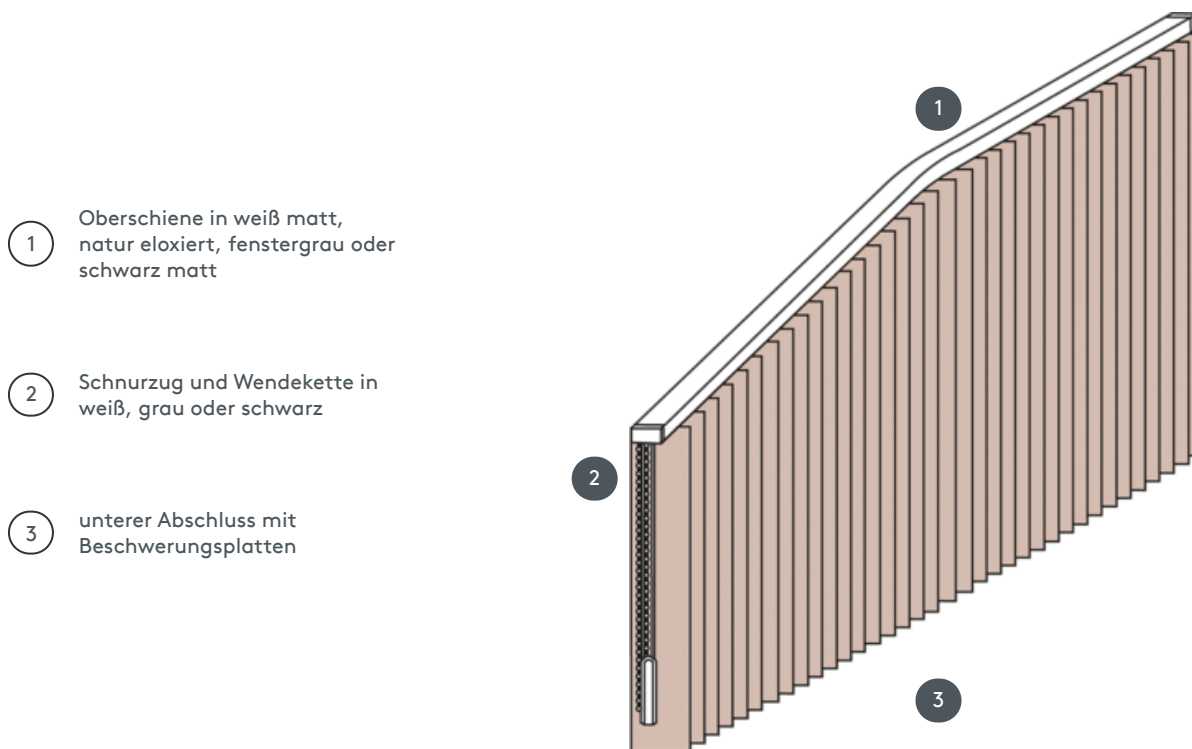 1
Oberschiene in weiß matt,
natur eloxiert, fenstergrau oder
schwarz matt
2
Schnurzug und Wendekette in
weiß, grau oder schwarz
3
unterer Abschluss mit
Beschwerungsplatten
1
2
3